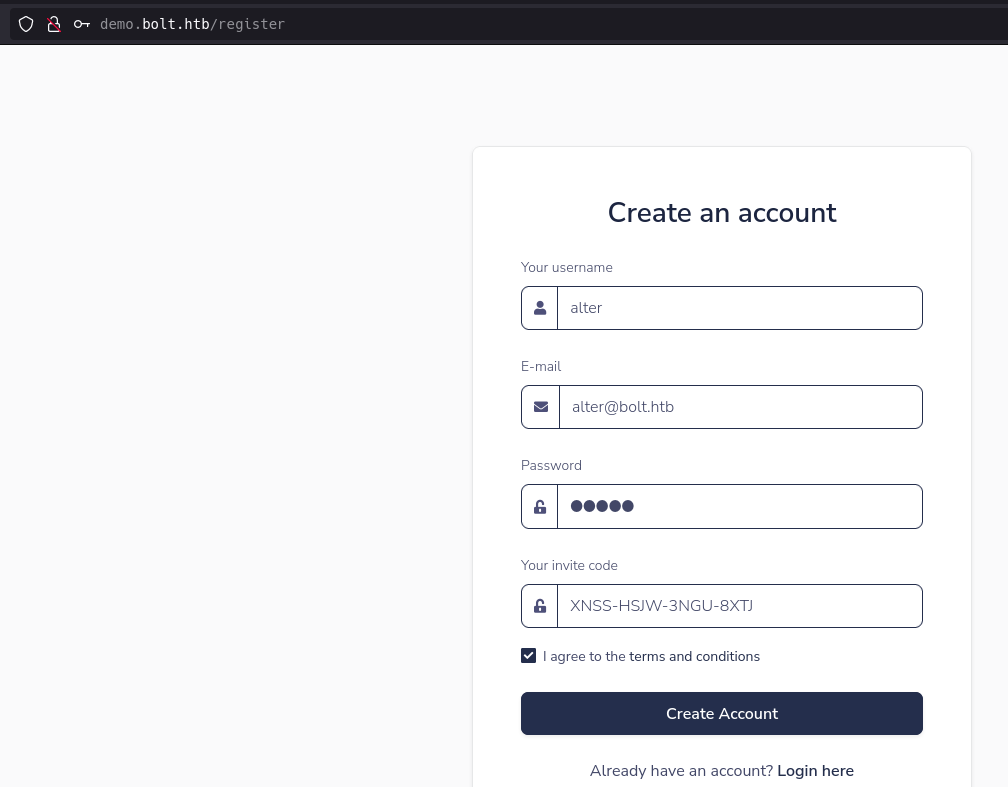 demo.bolt.htb/register
Create an account
Your username
alter
E-mail
alter@bolt.htb
Password
Your invite code
XNSS-HSJW-3NGU-8XTJ
I agree to the terms and conditions
Create Account
Already have an account? Login here